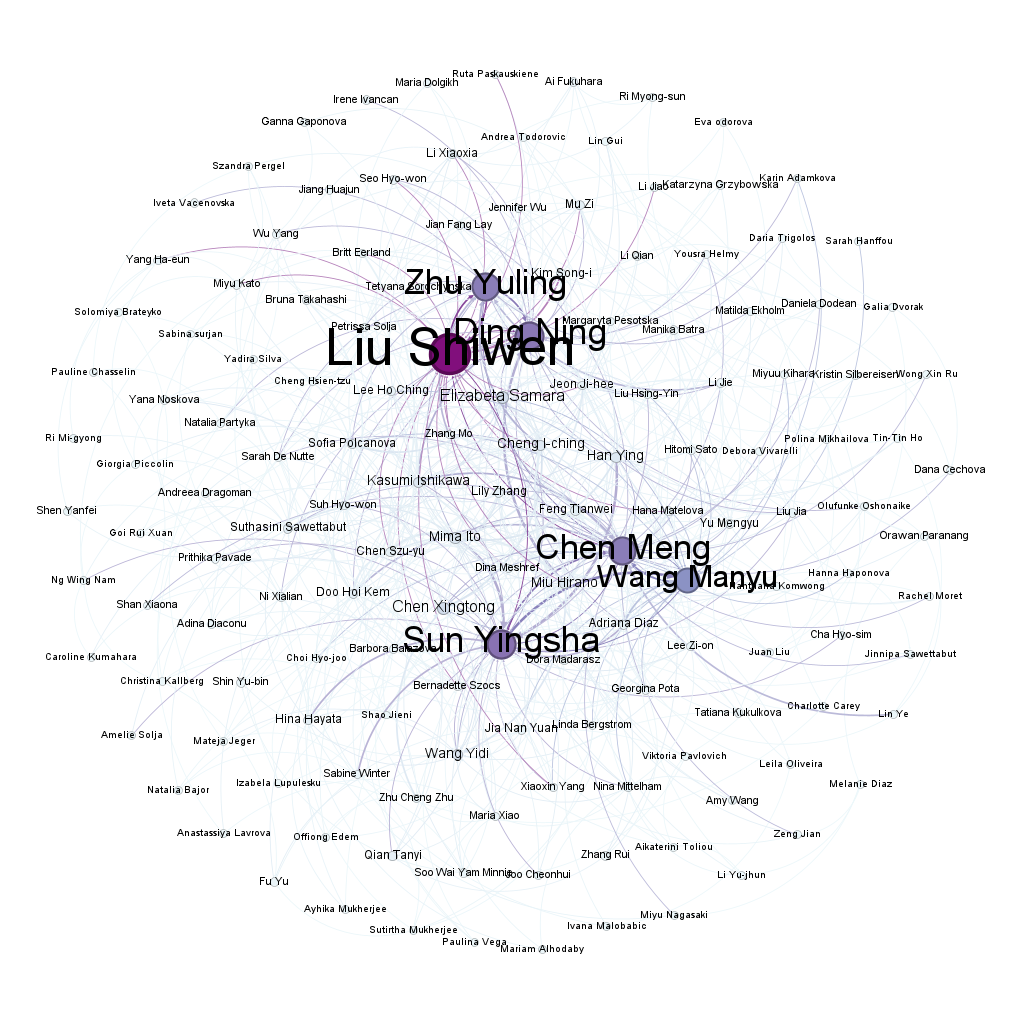 Ruta Paskauskiene
Maria Dolgikh
Ai Fukuhara
Irene Ivancan
Ri Myong-sun
Ganna Gaponova
Eva odorova
Andrea Todorovic
Lin Gui
Li Xiaoxia
Szandra Pergel
Seo Hyo-won
Karin Adamkova
Jiang Huajun
Li Jiao
Katarzyna Grzybowska
Iveta Vacenovska
Jennifer Wu
Mu Zi
Jian Fang Lay
Wu Yang
Daria Trigolos
Sarah Hanffou
Yang Ha-eun
Britt Eerland
Li Qian
Yousra Helmy
Kim Song-i
Miyu Kato
Zhu Yuling
Tetyana Sorochynska
Bruna Takahashi
Daniela Dodean
Galia Dvorak
Solomiya Brateyko
Matilda Ekholm
Margaryta Pesotska
Petrissa Solja
Ding Ning
Manika Batra
Sabina surjan
Liu Shiwen
Yadira Silva
Pauline Chasselin
Miyuu Kihara
Kristin Silbereisen
Wong Xin Ru
Cheng Hsien-tzu
Lee Ho Ching
Jeon Ji-hee
Li Jie
Liu Hsing-Yin
Elizabeta Samara
Yana Noskova
Natalia Partyka
Zhang Mo
Ri Mi-gyong
Sofia Polcanova
Cheng I-ching
Polina Mikhailova
Tin-Tin Ho
Hitomi Sato
Debora Vivarelli
Sarah De Nutte
Han Ying
Giorgia Piccolin
Dana Cechova
Kasumi Ishikawa
Andreea Dragoman
Lily Zhang
Suh Hyo-won
Olufunke Oshonaike
Shen Yanfei
Feng Tianwei
Hana Matelova
Liu Jia
Suthasini Sawettabut
Yu Mengyu
Goi Rui Xuan
Mima Ito
Orawan Paranang
Chen Szu-yu
Chen Meng
Prithika Pavade
Dina Meshref
Hanna Haponova
Ng Wing Nam
Miu Hirano
Wang Manyu
Doo Hoi Kem
Ni Xialian
Rachel Moret
Shan Xiaona
Chen Xingtong
Adina Diaconu
Adriana Diaz
Cha Hyo-sim
Sun Yingsha
Lee Zi-on
Juan Liu
Jinnipa Sawettabut
Caroline Kumahara
Choi Hyo-joo
Barbora Balazova
Dora Madarasz
Christina Kallberg
Shin Yu-bin
Bernadette Szocs
Georgina Pota
Charlotte Carey
Tatiana Kukulkova
Lin Ye
Hina Hayata
Shao Jieni
Jia Nan Yuan
Linda Bergstrom
Amelie Solja
Mateja Jeger
Wang Yidi
Viktoria Pavlovich
Leila Oliveira
Sabine Winter
Izabela Lupulesku
Melanie Diaz
Natalia Bajor
Xiaoxin Yang
Nina Mittelham
Zhu Cheng Zhu
Amy Wang
Maria Xiao
Anastassiya Lavrova
Offiong Edem
Zeng Jian
Aikaterini Toliou
Qian Tanyi
Zhang Rui
Soo Wai Yam Minnie
Joo Cheonhui
Li Yu-jhun
Fu Yu
Ayhika Mukherjee
Miyu Nagasaki
Sutirtha Mukherjee
Ivana Malobabic
Paulina Vega
Mariam Alhodaby